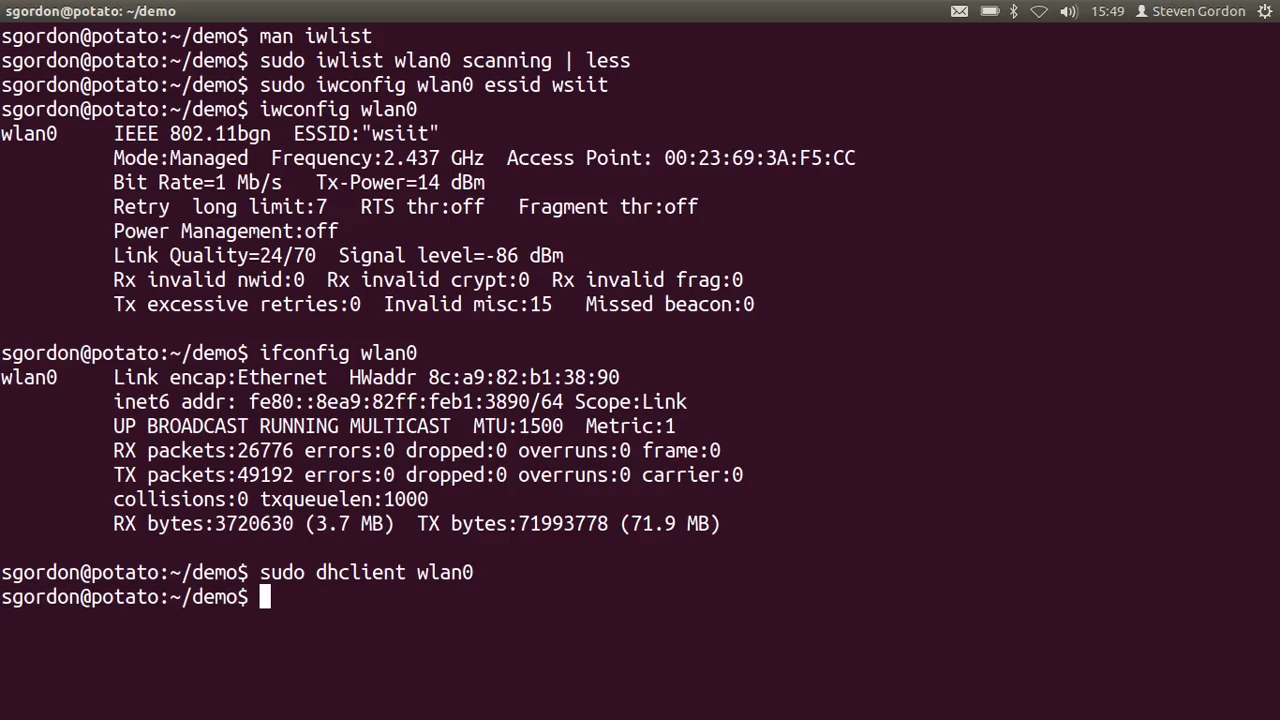 sgordon@potato: ~/demo 15:49 Steven Gordon
sgordon@potato:~/demo$ man iwlist
sgordon@potato:~/demo$ sudo iwlist wlan0 scanning | less
sgordon@potato:~/demo$ sudo iwconfig wlan0 essid wsiit
sgordon@potato:~/demo$ iwconfig wlan0
wlan0     IEEE 802.11bgn  ESSID:"wsiit"
          Mode:Managed  Frequency:2.437 GHz  Access Point: 00:23:69:3A:F5:CC
          Bit Rate=1 Mb/s   Tx-Power=14 dBm
          Retry  long limit:7   RTS thr:off   Fragment thr:off
          Power Management:off
          Link Quality=24/70  Signal level=-86 dBm
          Rx invalid nwid:0  Rx invalid crypt:0  Rx invalid frag:0
          Tx excessive retries:0  Invalid misc:15   Missed beacon:0
sgordon@potato:~/demo$ ifconfig wlan0
wlan0     Link encap:Ethernet  HWaddr 8c:a9:82:b1:38:90
          inet6 addr: fe80::8ea9:82ff:feb1:3890/64 Scope:Link
          UP BROADCAST RUNNING MULTICAST  MTU:1500  Metric:1
          RX packets:26776 errors:0 dropped:0 overruns:0 frame:0
          TX packets:49192 errors:0 dropped:0 overruns:0 carrier:0
          collisions:0 txqueuelen:1000
          RX bytes:3720630 (3.7 MB)  TX bytes:71993778 (71.9 MB)
sgordon@potato:~/demo$ sudo dhclient wlan0
sgordon@potato:~/demo$